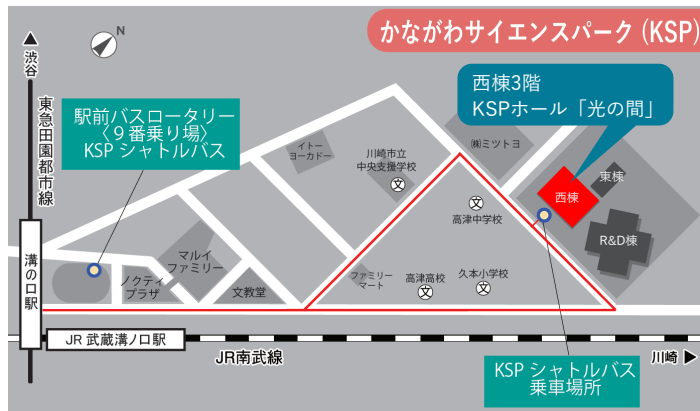 かながわサイエンスパーク (KSP)
N
渋谷
東急田園都市線
駅前バスロータリー
〈9番乗り場〉
KSP シャトルバス
西棟3階
KSPホール「光の間」
イトー
ヨーカドー
川崎市立
中央支援学校
文
㈱ミツトヨ
東棟
西棟
R&D棟
文
高津中学校
溝の口駅
マルイ
ファミリー
ノクティ
プラザ
文教堂
ファミリー
マート
高津高校
文
久本小学校
文
JR 武蔵溝ノ口駅
JR南武線
KSP シャトルバス
乗車場所
川崎